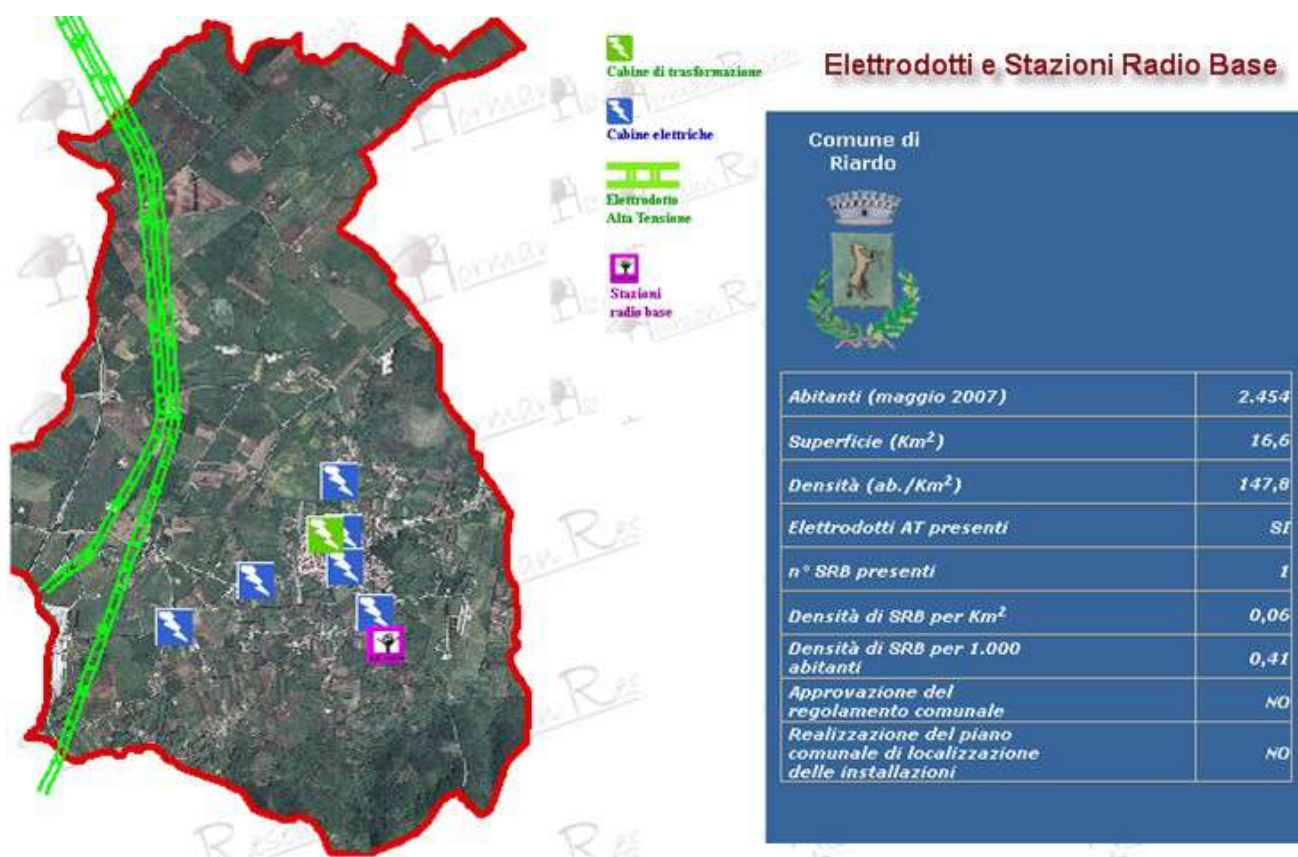 Cabine di trasformazione
Cabine elettriche
Elettrodotto
Alta Tensione
Stazioni
radio base
Elettrodotti e Stazioni Radio Base
Comune di
Riardo
Abitanti (maggio 2007) 2.454
Superficie (Km²) 16,6
Densità (ab./Km²) 147,8
Elettrodotti AT presenti SI
n° SRB presenti 1
Densità di SRB per Km² 0,06
Densità di SRB per 1.000
abitanti 0,41
Approvazione del
regolamento comunale NO
Realizzazione del piano
comunale di localizzazione
delle installazioni NO